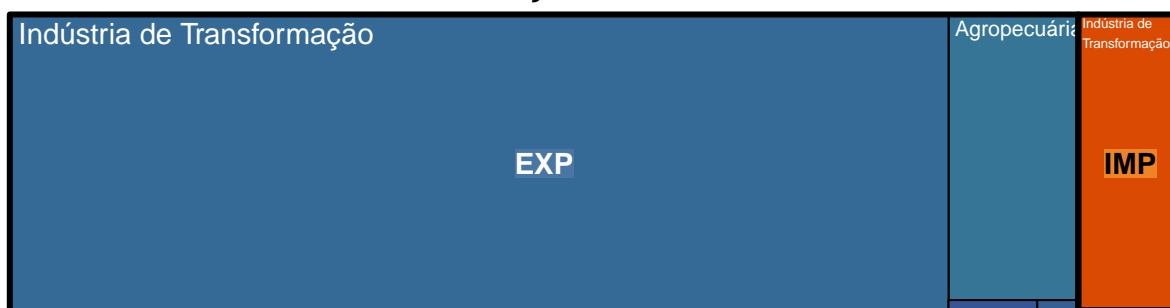 Indústria de Transformação
Agropecuária
Indústria de
Transformação
EXP
IMP